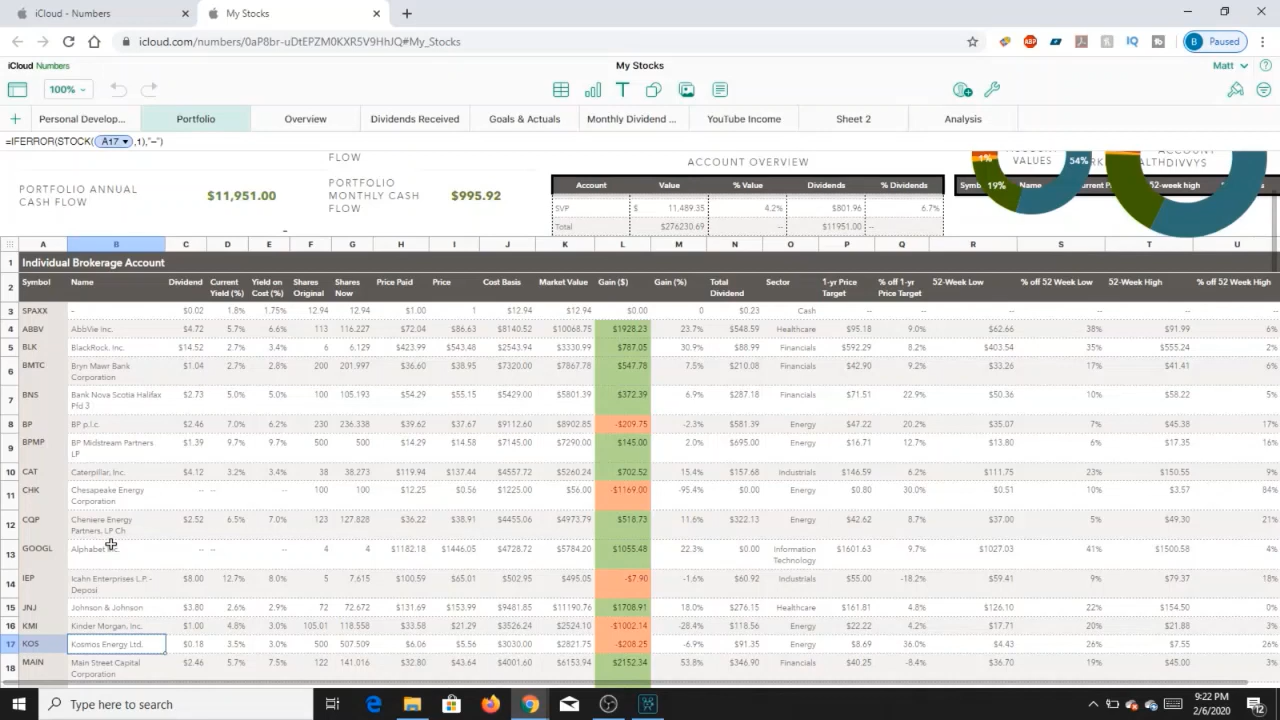 iCloud - Numbers
My Stocks
icloud.com/numbers/0aP8br-uDtEPZM0KXR5V9HhJQ#My_Stocks
Paused
iCloud Numbers
My Stocks
Matt
100%
Personal Develop... Portfolio Overview Dividends Received Goals & Actuals Monthly Dividend ... YouTube Income Sheet 2 Analysis
=IFERROR(STOCK( A17 ,1),"–")
FLOW
PORTFOLIO ANNUAL CASH FLOW $11,951.00
PORTFOLIO MONTHLY CASH FLOW $995.92
ACCOUNT OVERVIEW
Account Value % Value Dividends % Dividends
SVP $ 11,489.35 4.2% $801.96 6.7%
Total $276230.69 -- $11951.00 --
VALUES 54% 19%
Name 52-week high
A B C D E F G H I J K L M N O P Q R S T U
1 Individual Brokerage Account
2 Symbol Name Dividend Current Yield (%) Yield on Cost (%) Shares Original Shares Now Price Paid Price Cost Basis Market Value Gain ($) Gain (%) Total Dividend Sector 1-yr Price Target % off 1-yr Price Target 52-Week Low % off 52 Week Low 52-Week High % off 52 Week High
3 SPAXX - $0.02 1.8% 1.75% 12.94 12.94 $1.00 1 $12.94 $12.94 $0.00 0 $0.23 Cash -- -- -- -- -- --
4 ABBV AbbVie Inc. $4.72 5.7% 6.6% 113 116.227 $72.04 $86.63 $8140.52 $10068.75 $1928.23 23.7% $548.59 Healthcare $95.18 9.0% $62.66 38% $91.99 6%
5 BLK BlackRock, Inc. $14.52 2.7% 3.4% 6 6.129 $423.99 $543.48 $2543.94 $3330.99 $787.05 30.9% $88.99 Financials $592.29 8.2% $403.54 35% $555.24 2%
6 BMTC Bryn Mawr Bank Corporation $1.04 2.7% 2.8% 200 201.997 $36.60 $38.95 $7320.00 $7867.78 $547.78 7.5% $210.08 Financials $42.90 9.2% $33.26 17% $41.41 6%
7 BNS Bank Nova Scotia Halifax Pfd 3 $2.73 5.0% 5.0% 100 105.193 $54.29 $55.15 $5429.00 $5801.39 $372.39 6.9% $287.18 Financials $71.51 22.9% $50.36 10% $58.22 5%
8 BP BP p.l.c. $2.46 6.5% 6.2% 230 236.338 $39.62 $37.67 $9112.60 $8902.85 -$209.75 -2.3% $581.39 Energy $47.22 20.2% $35.07 7% $45.38 17%
9 BPMP BP Midstream Partners LP $1.39 9.7% 9.7% 500 500 $14.29 $14.58 $7145.00 $7290.00 $145.00 2.0% $695.00 Energy $16.71 12.7% $13.80 6% $17.35 16%
10 CAT Caterpillar, Inc. $4.12 3.2% 3.4% 38 38.273 $119.94 $137.44 $4557.72 $5260.24 $702.52 15.4% $157.68 Industrials $146.59 6.2% $111.75 23% $150.55 9%
11 CHK Chesapeake Energy Corporation -- -- -- 100 100 $12.25 $0.56 $1225.00 $56.00 -$1169.00 -95.4% $0.00 Energy $0.80 30.0% $0.51 10% $3.57 84%
12 CQP Cheniere Energy Partners, LP Ch $2.52 6.5% 7.0% 123 127.828 $36.22 $38.91 $4455.06 $4973.79 $518.73 11.6% $322.13 Energy $42.62 8.7% $37.00 5% $49.30 21%
13 GOOGL Alphabet -- -- -- 4 4 $1182.18 $1446.05 $4728.72 $5784.20 $1055.48 22.3% $0.00 Information Technology $1601.63 9.7% $1027.03 41% $1500.58 4%
14 IEP Icahn Enterprises L.P. - Deposi $8.00 12.7% 8.0% 5 7.615 $100.59 $65.01 $502.95 $495.05 -$7.90 -1.6% $60.92 Industrials $55.00 -18.2% $59.41 9% $79.37 18%
15 JNJ Johnson & Johnson $3.80 2.6% 2.9% 72 72.672 $131.69 $153.99 $9481.85 $11190.76 $1708.91 18.0% $276.15 Healthcare $161.81 4.8% $126.10 22% $154.50 0%
16 KMI Kinder Morgan, Inc. $1.00 4.8% 3.0% 105.01 118.558 $33.58 $21.29 $3526.24 $2524.10 -$1002.14 -28.4% $118.56 Energy $22.22 4.2% $17.71 20% $21.88 3%
17 KOS Kosmos Energy Ltd. $0.18 3.5% 3.0% 500 507.509 $6.06 $5.56 $3030.00 $2821.75 -$208.25 -6.9% $91.35 Energy $8.69 36.0% $4.43 26% $7.55 26%
18 MAIN Main Street Capital Corporation $2.46 5.7% 7.5% 122 141.016 $32.80 $43.64 $4001.60 $6153.94 $2152.34 53.8% $346.90 Financials $40.25 -8.4% $36.70 19% $45.00 3%
Type here to search
9:22 PM
2/6/2020
12